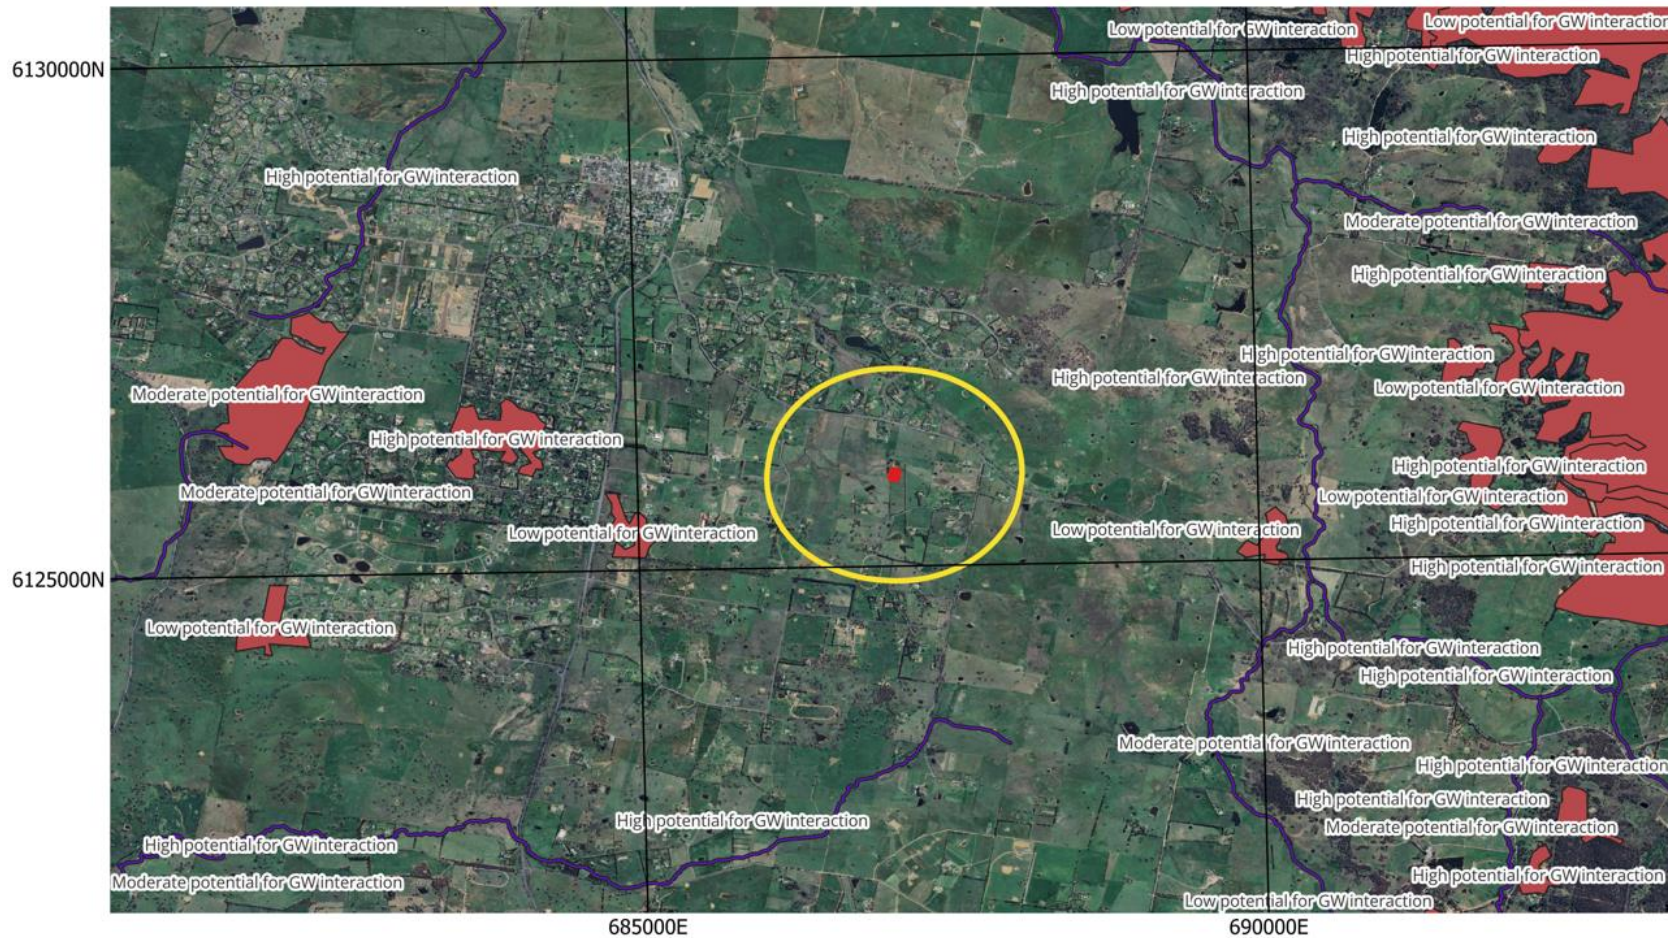 Low potential for GW interaction
Low potential for GW interaction
High potential for GW interaction
6130000N
High potential for GW interaction
High potential for GW interaction
High potential for GW interaction
Moderate potential for GW interaction
High potential for GW interaction
High potential for GW interaction
High potential for GW interaction
Low potential for GW interaction
Moderate potential for GW interaction
High potential for GW interaction
High potential for GW interaction
Moderate potential for GW interaction
Low potential for GW interaction
High potential for GW interaction
Low potential for GW interaction
Low potential for GW interaction
High potential for GW interaction
6125000N
Low potential for GW interaction
High potential for GW interaction
High potential for GW interaction
Moderate potential for GW interaction
High potential for GW interaction
High potential for GW interaction
High potential for GW interaction
Moderate potential for GW interaction
High potential for GW interaction
Moderate potential for GW interaction
High potential for GW interaction
Low potential for GW interaction
685000E
690000E